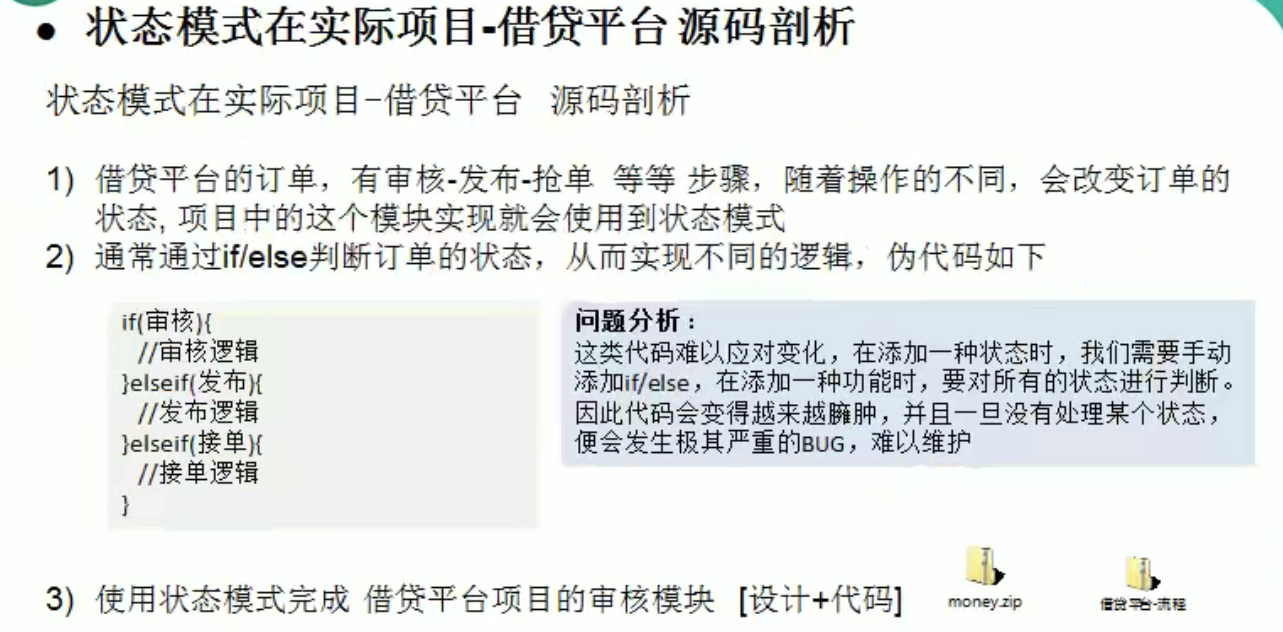 ● 状态模式在实际项目-借贷平台 源码剖析
状态模式在实际项目-借贷平台 源码剖析
1) 借贷平台的订单，有审核-发布-抢单 等等 步骤，随着操作的不同，会改变订单的
状态, 项目中的这个模块实现就会使用到状态模式
2) 通常通过if/else判断订单的状态，从而实现不同的逻辑，伪代码如下
if(审核){
//审核逻辑
}elseif(发布){
//发布逻辑
}elseif(接单){
//接单逻辑
}
问题分析：
这类代码难以应对变化，在添加一种状态时，我们需要手动
添加if/else，在添加一种功能时，要对所有的状态进行判断。
因此代码会变得越来越臃肿，并且一旦没有处理某个状态，
便会发生极其严重的BUG，难以维护
3) 使用状态模式完成 借贷平台项目的审核模块 [设计+代码]
money.zip
借贷平台-流程